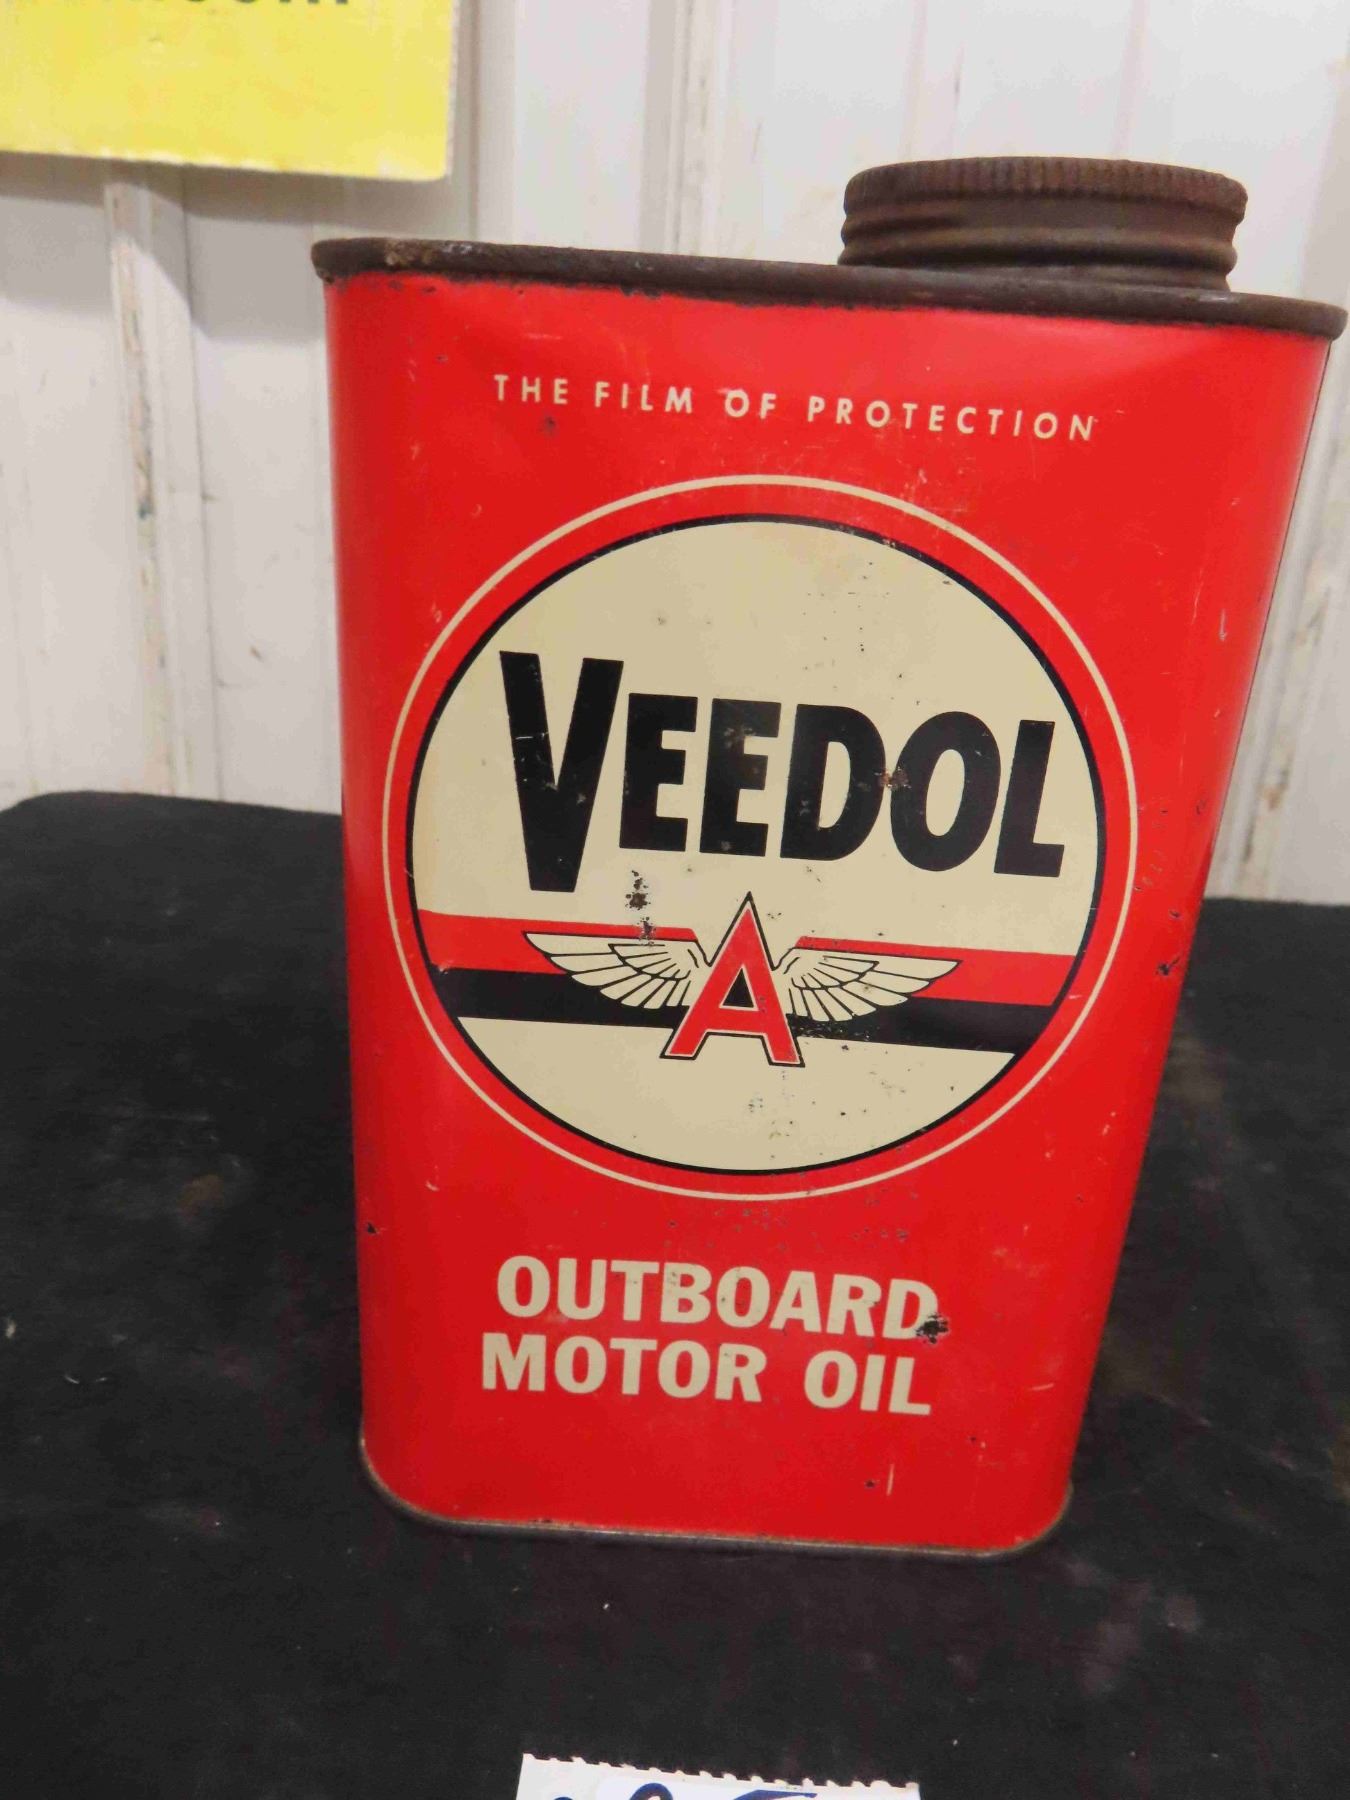 THE FILM OF PROTECTION
VEEDOL
A
OUTBOARD
MOTOR OIL